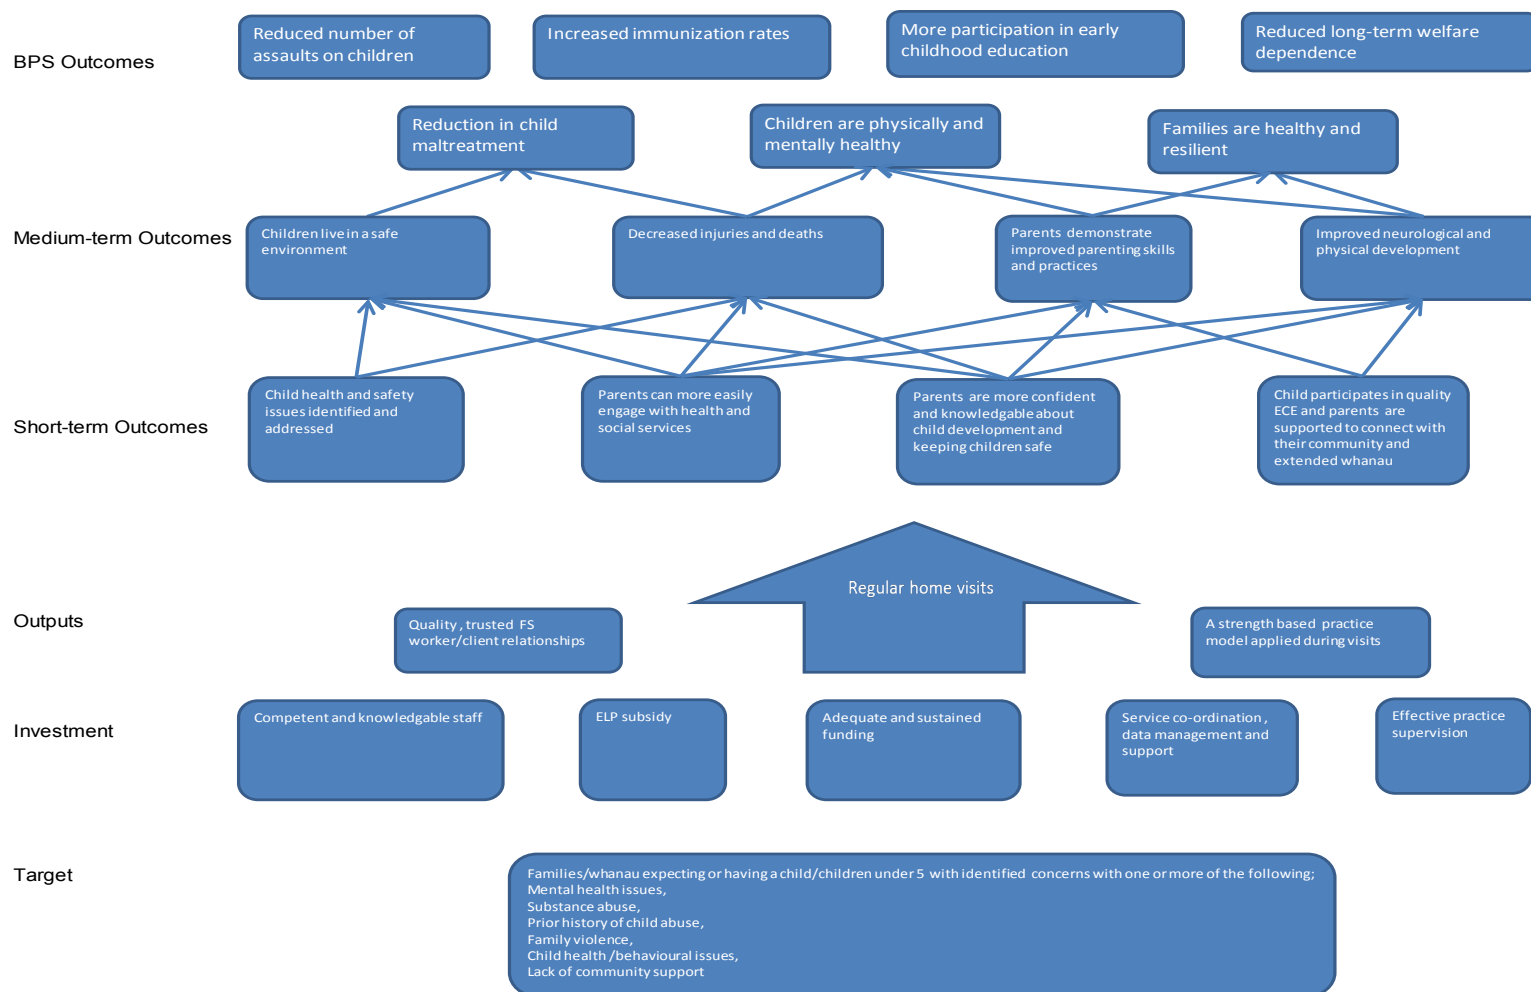 BPS Outcomes
Reduced number of
assaults on children
Increased immunization rates
More participation in early
childhood education
Reduced long-term welfare
dependence
Reduction in child
maltreatment
Children are physically and
mentally healthy
Families are healthy and
resilient
Medium-term Outcomes
Children live in a safe
environment
Decreased injuries and deaths
Parents demonstrate
improved parenting skills
and practices
Improved neurological and
physical development
Short-term Outcomes
Child health and safety
issues identified and
addressed
Parents can more easily
engage with health and
social services
Parents are more confident
and knowledgable about
child development and
keeping children safe
Child participates in quality
ECE and parents are
supported to connect with
their community and
extended whanau
Regular home visits
Outputs
Quality , trusted FS
worker/client relationships
A strength based practice
model applied during visits
Investment
Competent and knowledgable staff
ELP subsidy
Adequate and sustained
funding
Service co-ordination ,
data management and
support
Effective practice
supervision
Target
Families/whanau expecting or having a child/children under 5 with identified concerns with one or more of the following;
Mental health issues,
Substance abuse,
Prior history of child abuse,
Family violence,
Child health /behavioural issues,
Lack of community support